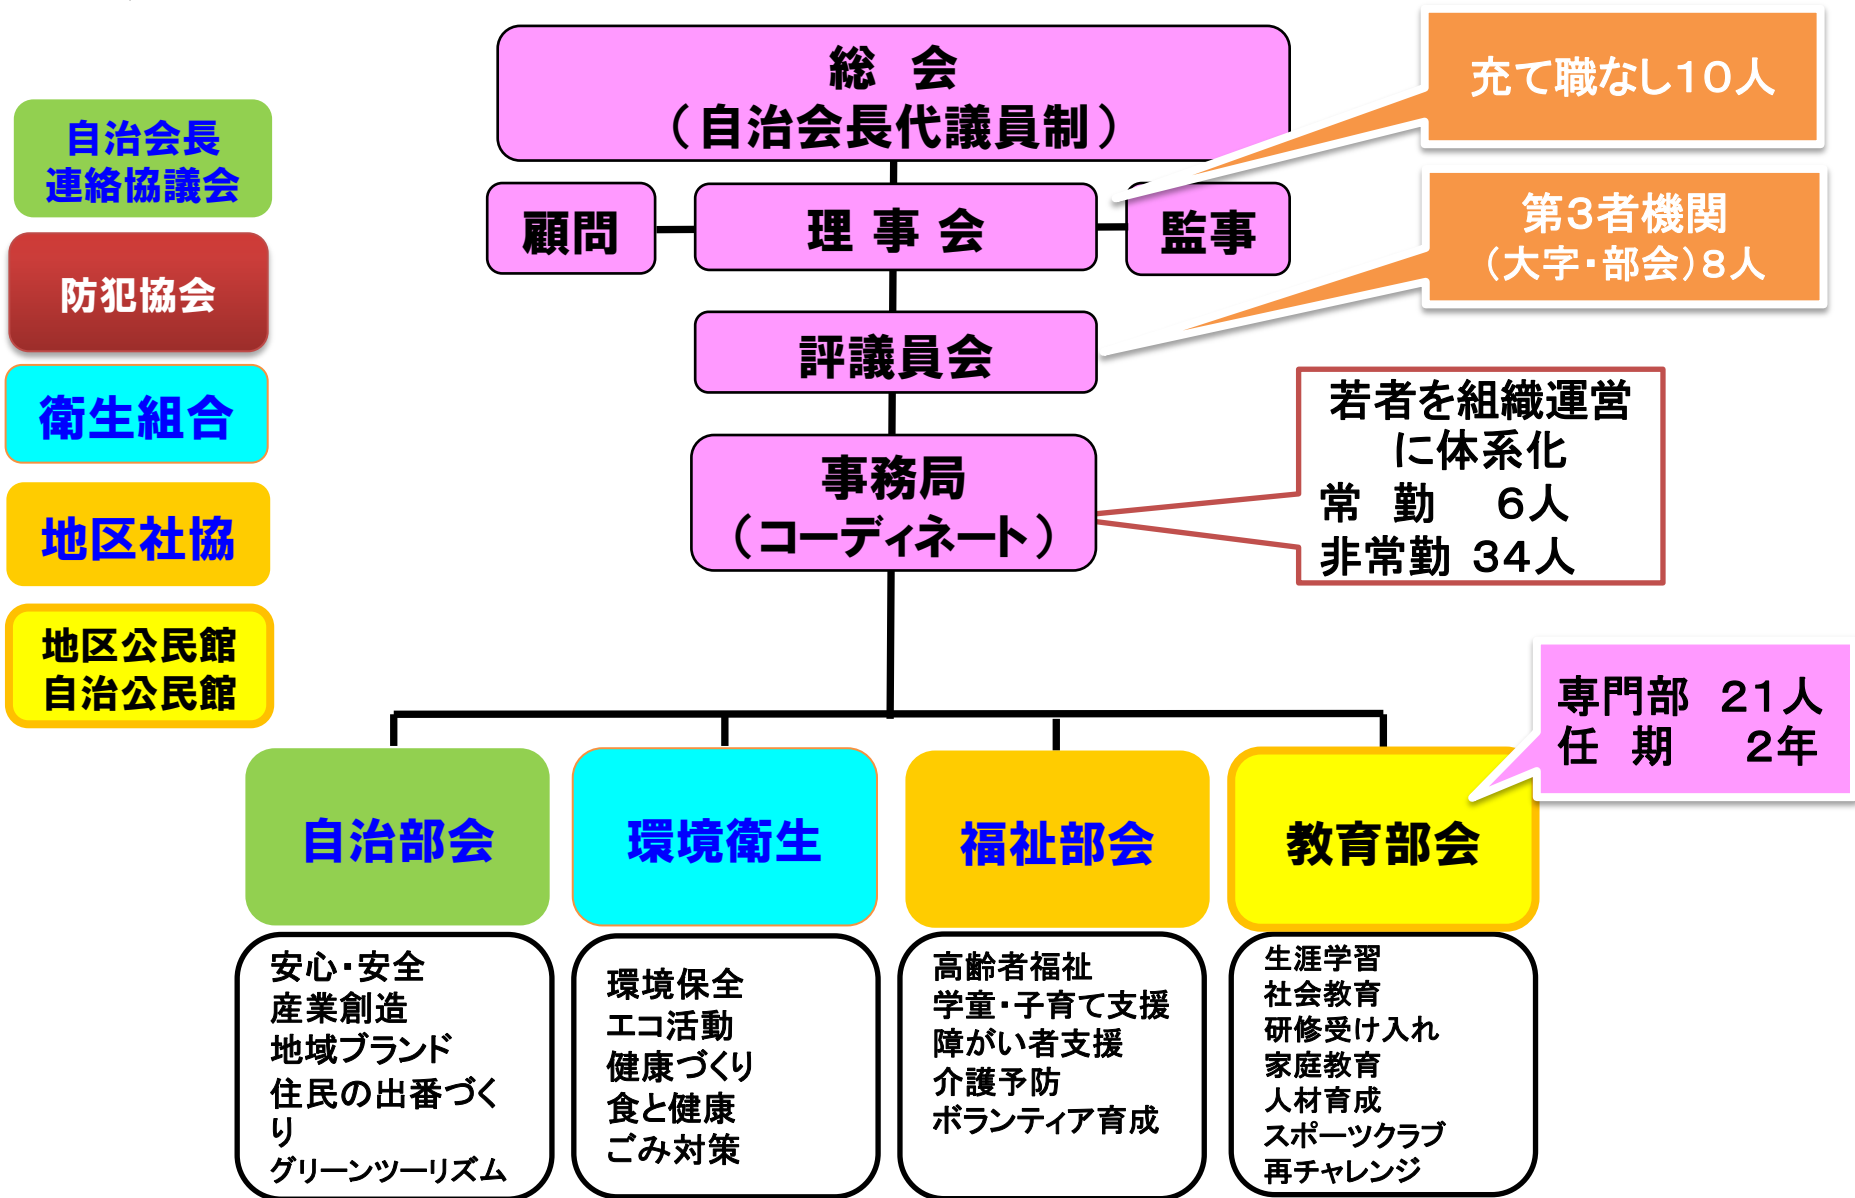 総　会
（自治会長代議員制）
充て職なし１０人
自治会長
連絡協議会
顧問
理 事 会
監事
第３者機関
（大字・部会）８人
防犯協会
評議員会
衛生組合
若者を組織運営
に体系化
常　勤　　６人
非常勤 ３４人
事務局
（コーディネート）
地区社協
地区公民館
自治公民館
専門部　２１人
任　期　　２年
自治部会
環境衛生
福祉部会
教育部会
安心・安全
産業創造
地域ブランド
住民の出番づく
り
グリーンツーリズム
環境保全
エコ活動
健康づくり
食と健康
ごみ対策
高齢者福祉
学童・子育て支援
障がい者支援
介護予防
ボランティア育成
生涯学習
社会教育
研修受け入れ
家庭教育
人材育成
スポーツクラブ
再チャレンジ